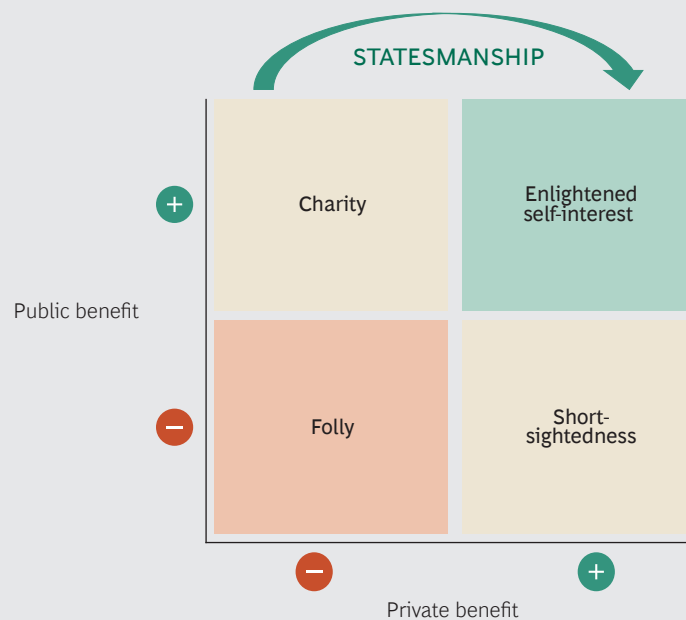 STATESMANSHIP
+
Charity
Enlightened
self-interest
Public benefit
−
Folly
Short-
sightedness
−
+
Private benefit